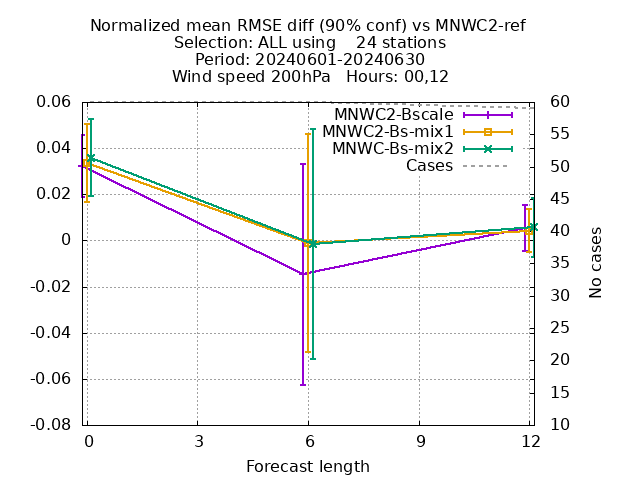 Normalized mean RMSE diff (90% conf) vs MNWC2-ref
Selection: ALL using    24 stations
Period: 20240601-20240630
Wind speed 200hPa   Hours: 00,12
MNWC2-Bscale
MNWC2-Bs-mix1
MNWC-Bs-mix2
Cases
0.06
0.04
0.02
0
-0.02
-0.04
-0.06
-0.08
60
55
50
45
40
35
30
25
20
15
10
No cases
0 3 6 9 12
Forecast length